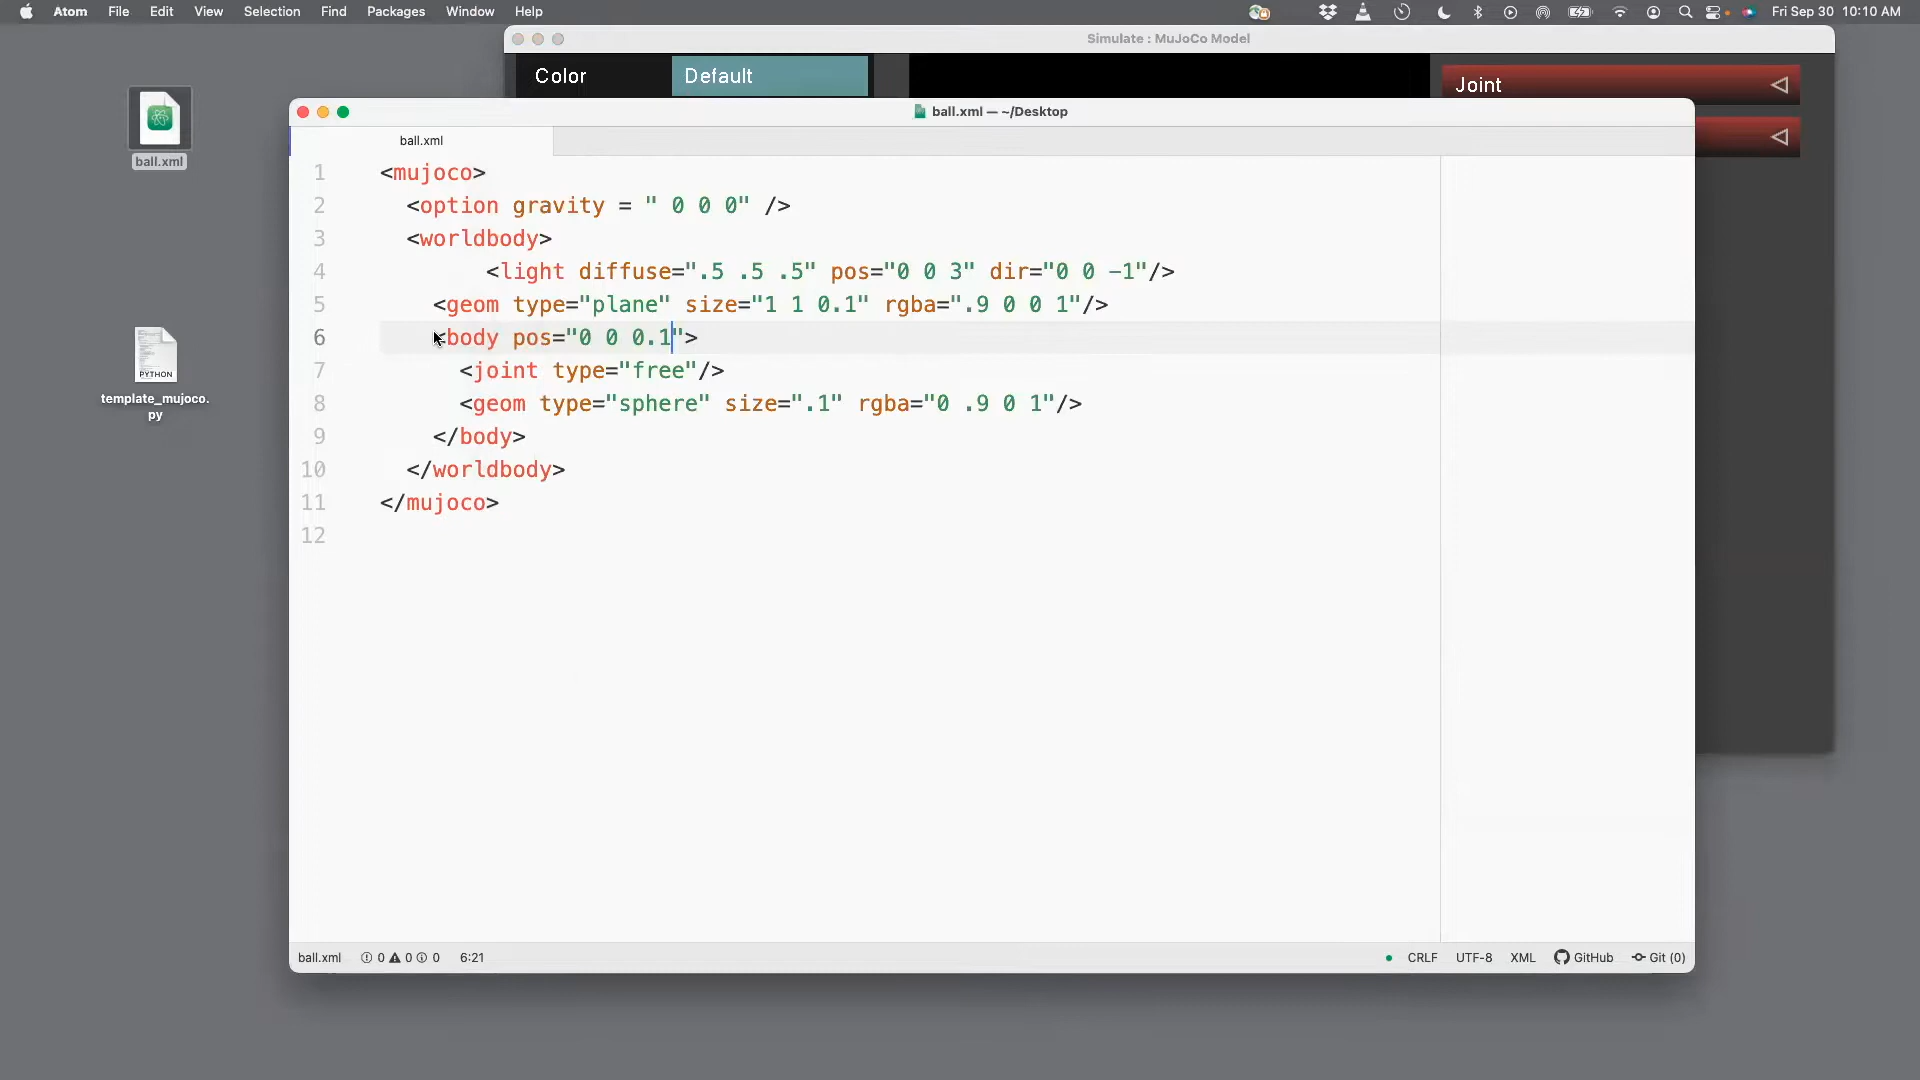 Atom File Edit View Selection Find Packages Window Help Fri Sep 30 10:10 AM
Simulate : MuJoCo Model
Color Default Joint
ball.xml — ~/Desktop
ball.xml
1 <mujoco>
2 <option gravity = " 0 0 0" />
3 <worldbody>
4 <light diffuse=".5 .5 .5" pos="0 0 3" dir="0 0 -1"/>
5 <geom type="plane" size="1 1 0.1" rgba=".9 0 0 1"/>
6 <body pos="0 0 0.1">
7 <joint type="free"/>
8 <geom type="sphere" size=".1" rgba="0 .9 0 1"/>
9 </body>
10 </worldbody>
11 </mujoco>
12
ball.xml 0 0 0 6:21 CRLF UTF-8 XML GitHub Git (0)
ball.xml
PYTHON
template_mujoco.
py